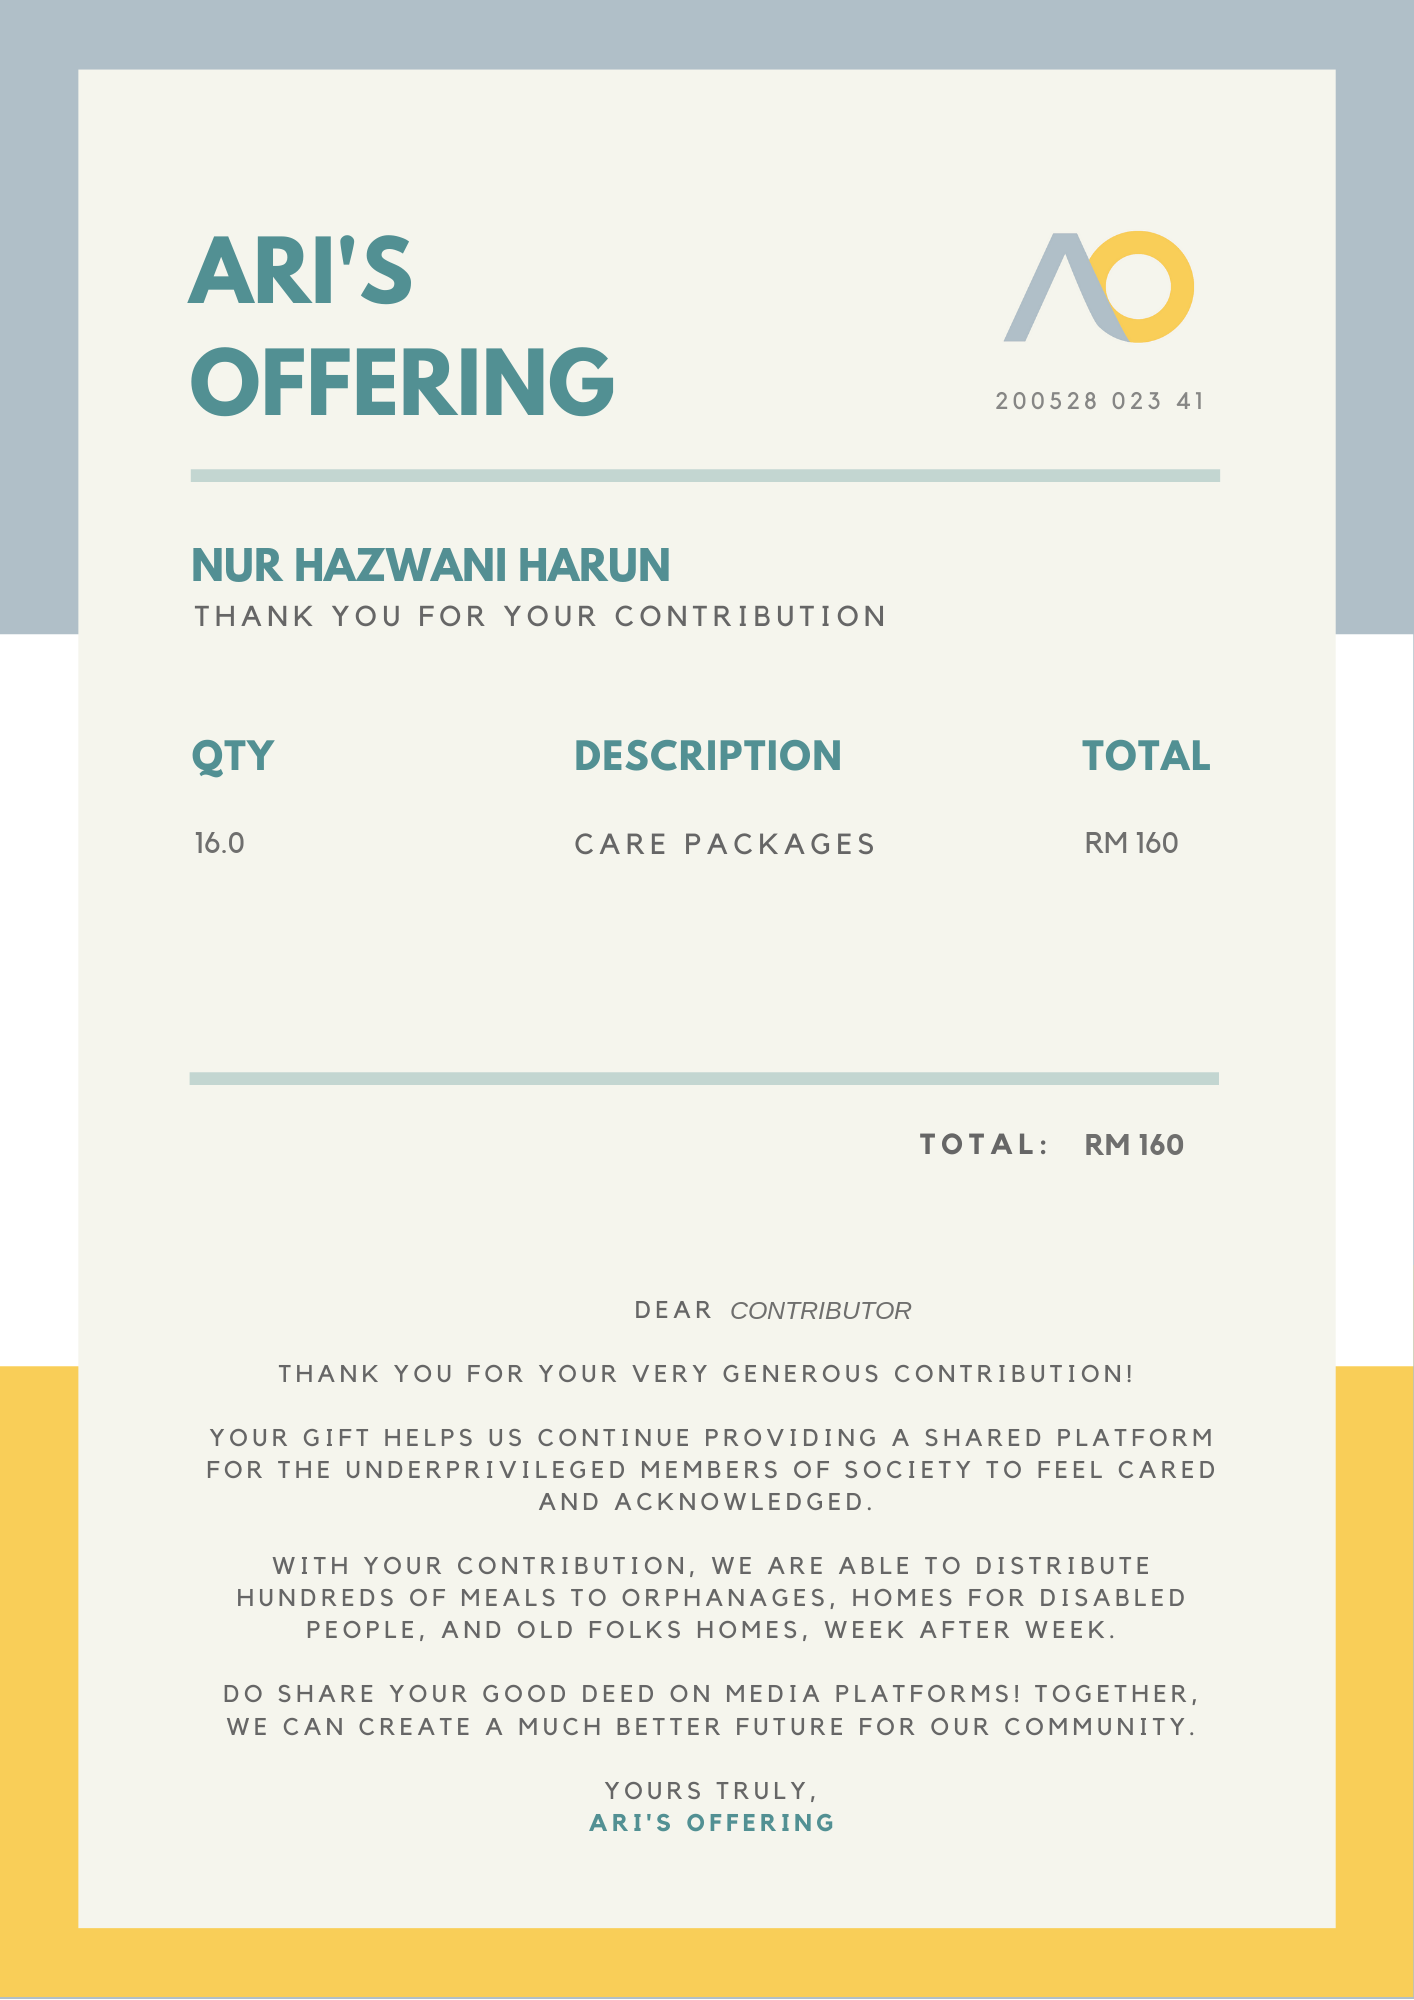 ARI'S
OFFERING
AO
200528 023 41
NUR HAZWANI HARUN
THANK YOU FOR YOUR CONTRIBUTION
QTY DESCRIPTION TOTAL
16.0 CARE PACKAGES RM 160
TOTAL: RM 160
DEAR CONTRIBUTOR
THANK YOU FOR YOUR VERY GENEROUS CONTRIBUTION!
YOUR GIFT HELPS US CONTINUE PROVIDING A SHARED PLATFORM
FOR THE UNDERPRIVILEGED MEMBERS OF SOCIETY TO FEEL CARED
AND ACKNOWLEDGED.
WITH YOUR CONTRIBUTION, WE ARE ABLE TO DISTRIBUTE
HUNDREDS OF MEALS TO ORPHANAGES, HOMES FOR DISABLED
PEOPLE, AND OLD FOLKS HOMES, WEEK AFTER WEEK.
DO SHARE YOUR GOOD DEED ON MEDIA PLATFORMS! TOGETHER,
WE CAN CREATE A MUCH BETTER FUTURE FOR OUR COMMUNITY.
YOURS TRULY,
ARI'S OFFERING